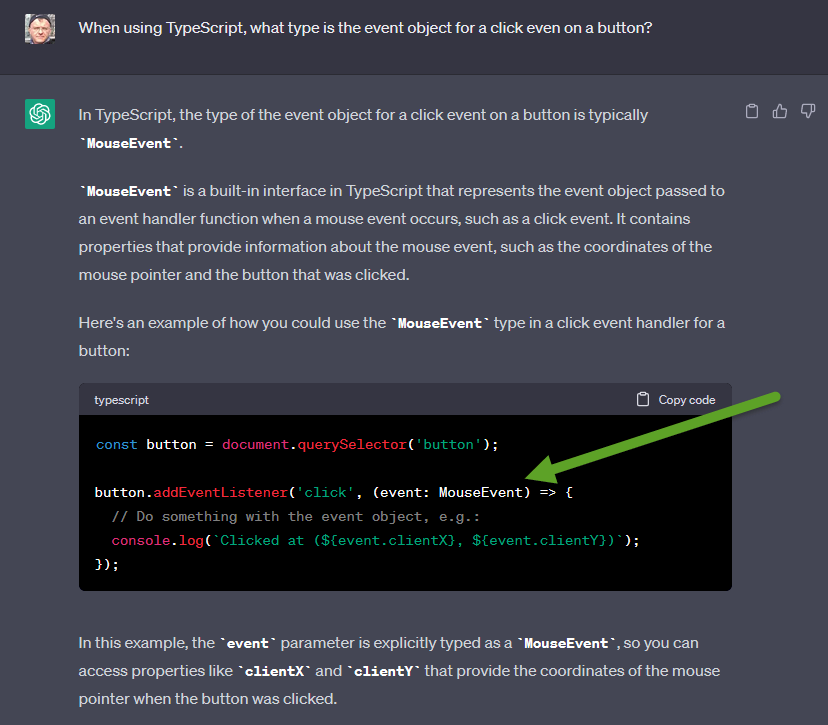 When using TypeScript, what type is the event object for a click even on a button?
In TypeScript, the type of the event object for a click event on a button is typically
`MouseEvent`.
`MouseEvent` is a built-in interface in TypeScript that represents the event object passed to
an event handler function when a mouse event occurs, such as a click event. It contains
properties that provide information about the mouse event, such as the coordinates of the
mouse pointer and the button that was clicked.
Here's an example of how you could use the `MouseEvent` type in a click event handler for a
button:
typescript Copy code
const button = document.querySelector('button');
button.addEventListener('click', (event: MouseEvent) => {
  // Do something with the event object, e.g.:
  console.log(`Clicked at (${event.clientX}, ${event.clientY})`);
});
In this example, the `event` parameter is explicitly typed as a `MouseEvent`, so you can
access properties like `clientX` and `clientY` that provide the coordinates of the mouse
pointer when the button was clicked.